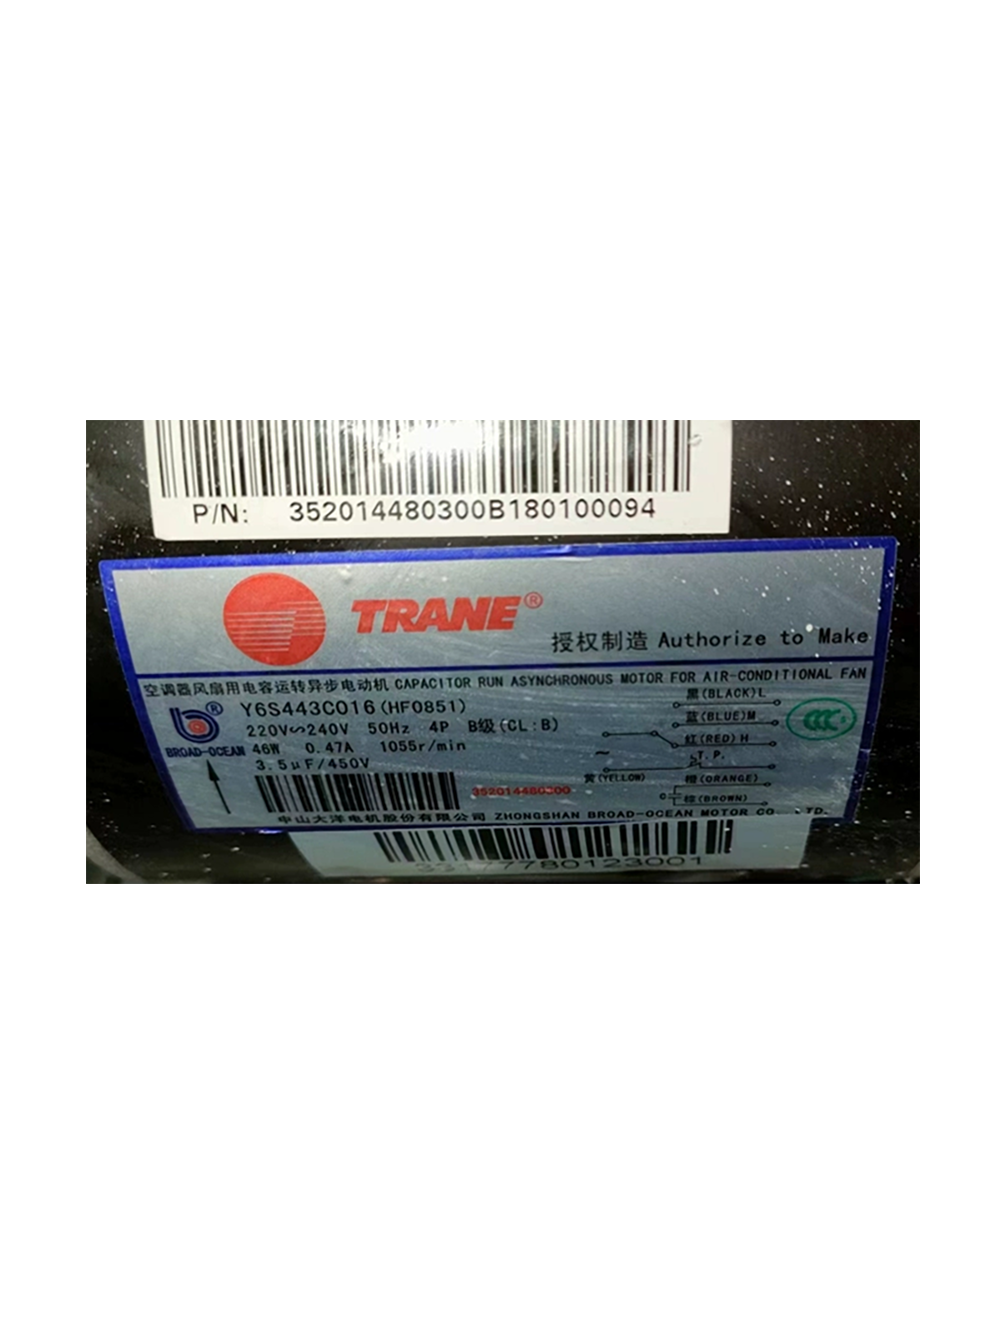 P/N: 352014480300B180100094
TRANE®
授权制造 Authorize to Make
空调器风扇用电容运转异步电动机 CAPACITOR RUN ASYNCHRONOUS MOTOR FOR AIR-CONDITIONAL FAN
Y6S443C016(HF0851)
220V~240V 50Hz 4P B级(CL:B)
46W 0.47A 1055r/min
3.5μF/450V
BROAD-OCEAN
黑(BLACK)L
蓝(BLUE)M
红(RED)H
T.P.
黄(YELLOW)
橙(ORANGE)
C
棕(BROWN)
352014480300
中山大洋电机股份有限公司 ZHONGSHAN BROAD-OCEAN MOTOR CO. LTD.